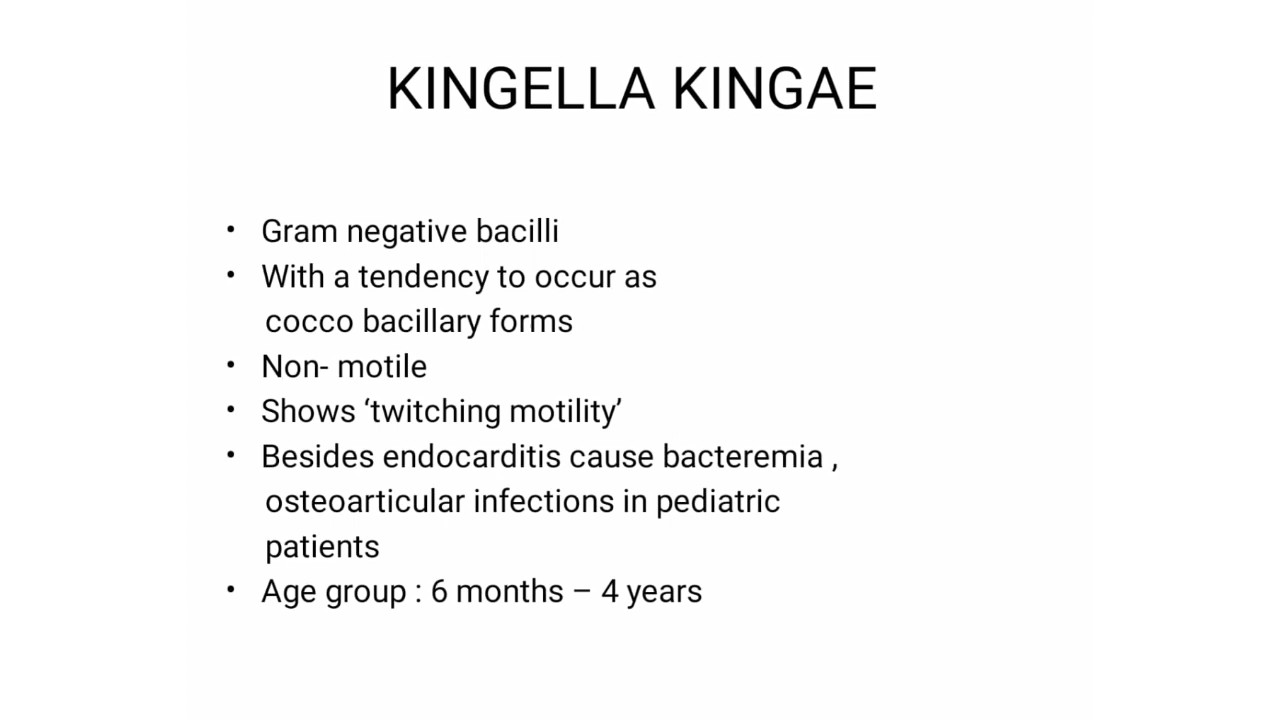 KINGELLA KINGAE
• Gram negative bacilli
• With a tendency to occur as
cocco bacillary forms
• Non- motile
• Shows ‘twitching motility’
• Besides endocarditis cause bacteremia ,
osteoarticular infections in pediatric
patients
• Age group : 6 months – 4 years